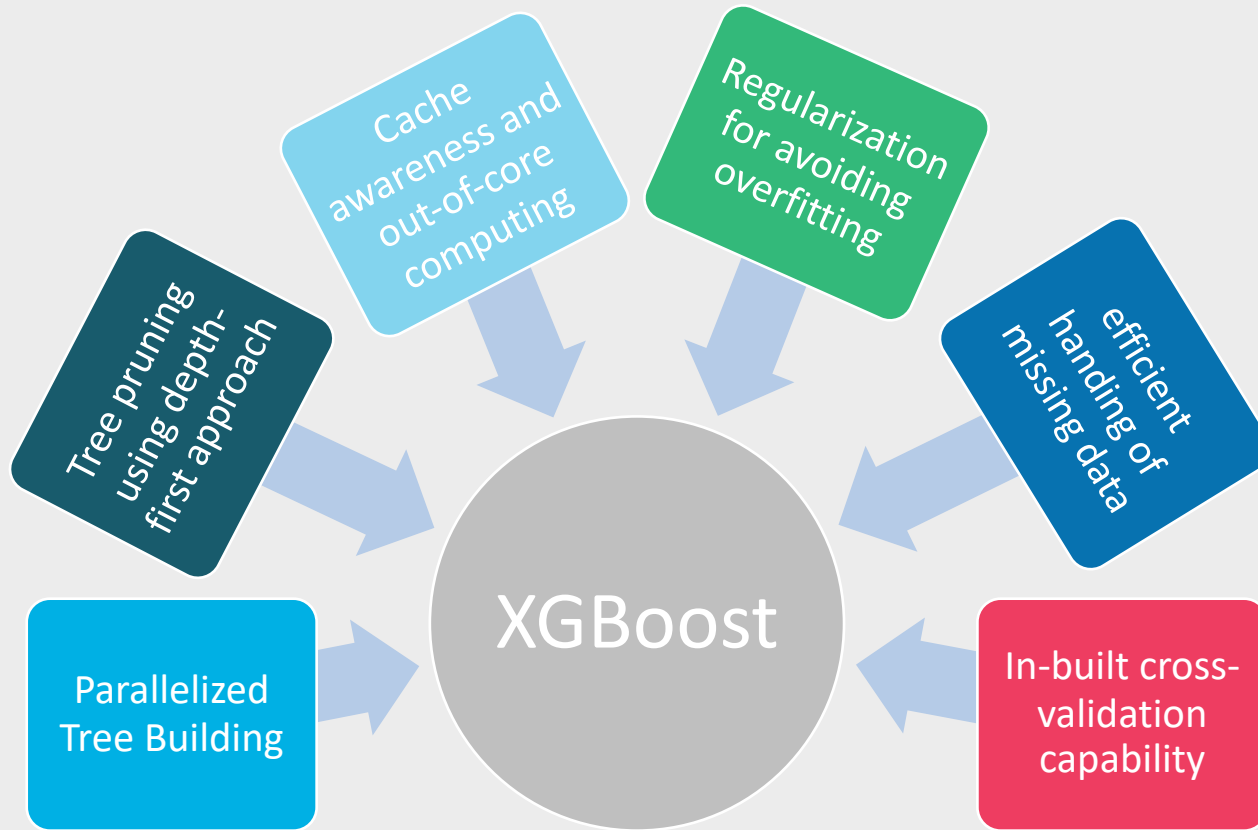 Parallelized
Tree Building
Tree pruning
using depth-
first approach
Cache
awareness and
out-of-core
computing
Regularization
for avoiding
overfitting
efficient
handing of
missing data
In-built cross-
validation
capability
XGBoost